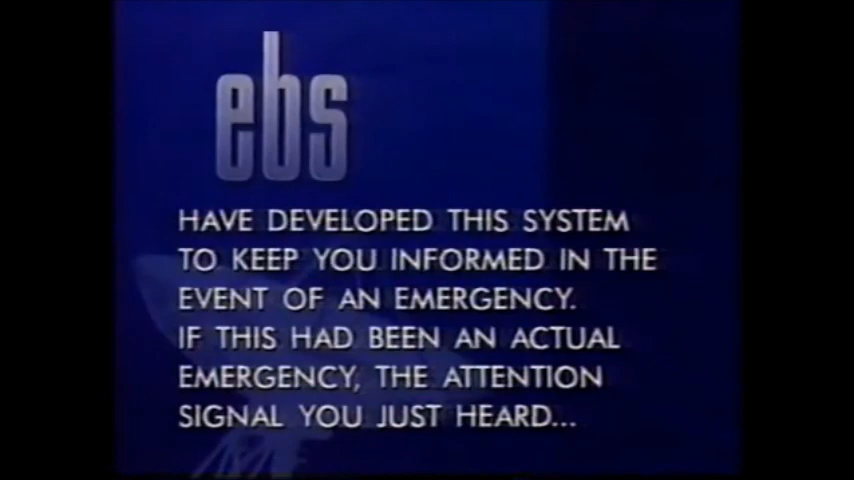 ebs
HAVE DEVELOPED THIS SYSTEM
TO KEEP YOU INFORMED IN THE
EVENT OF AN EMERGENCY.
IF THIS HAD BEEN AN ACTUAL
EMERGENCY, THE ATTENTION
SIGNAL YOU JUST HEARD...